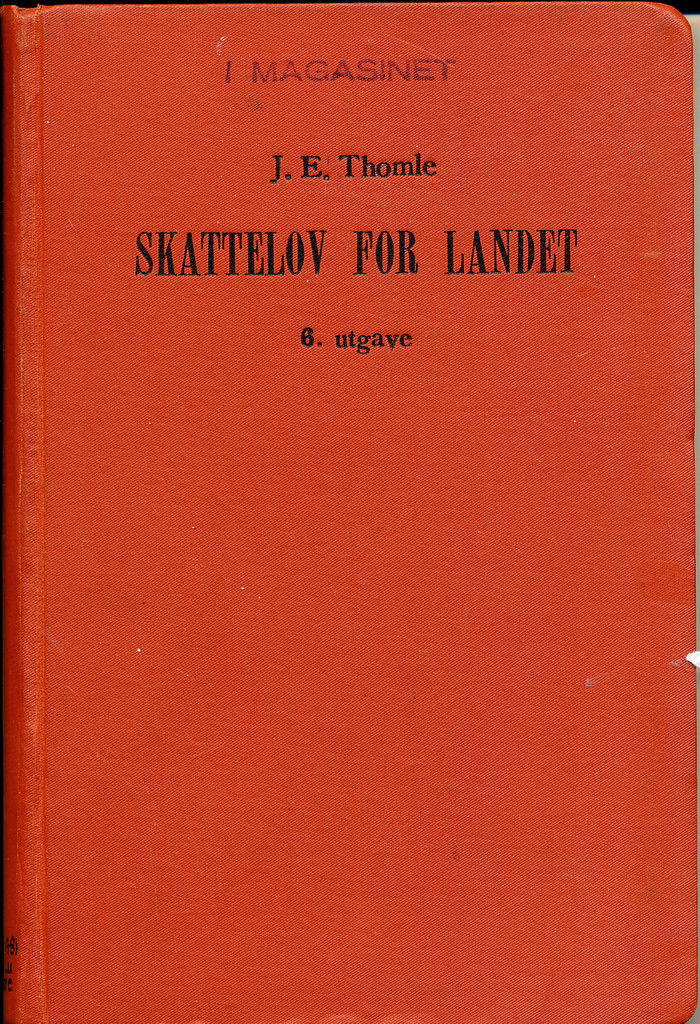 I MAGASINET
J. E. Thomle
SKATTELOV FOR LANDET
6. utgave